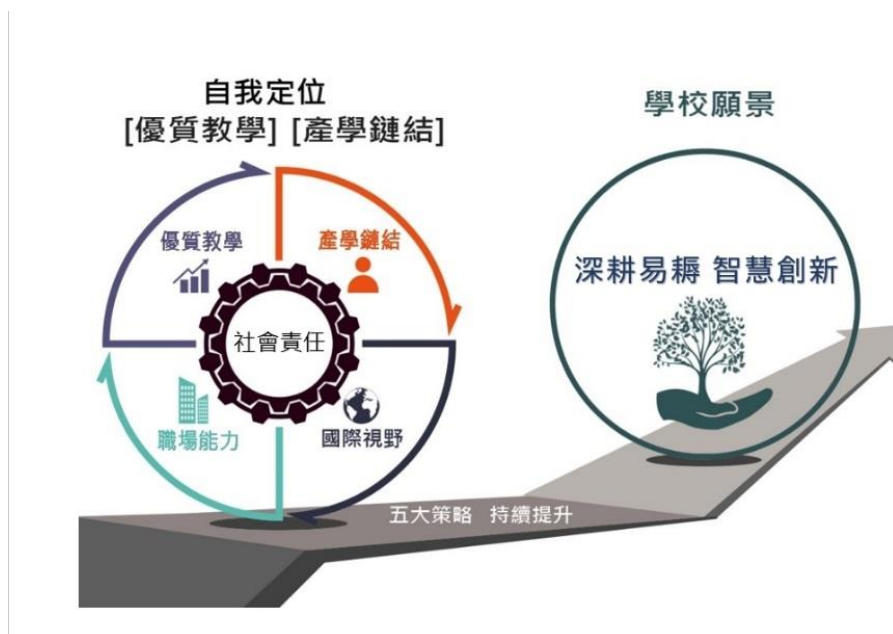 自我定位
[優質教學] [產學鏈結]
學校願景
優質教學
產學鏈結
社會責任
職場能力
國際視野
深耕易耨 智慧創新
五大策略 持續提升